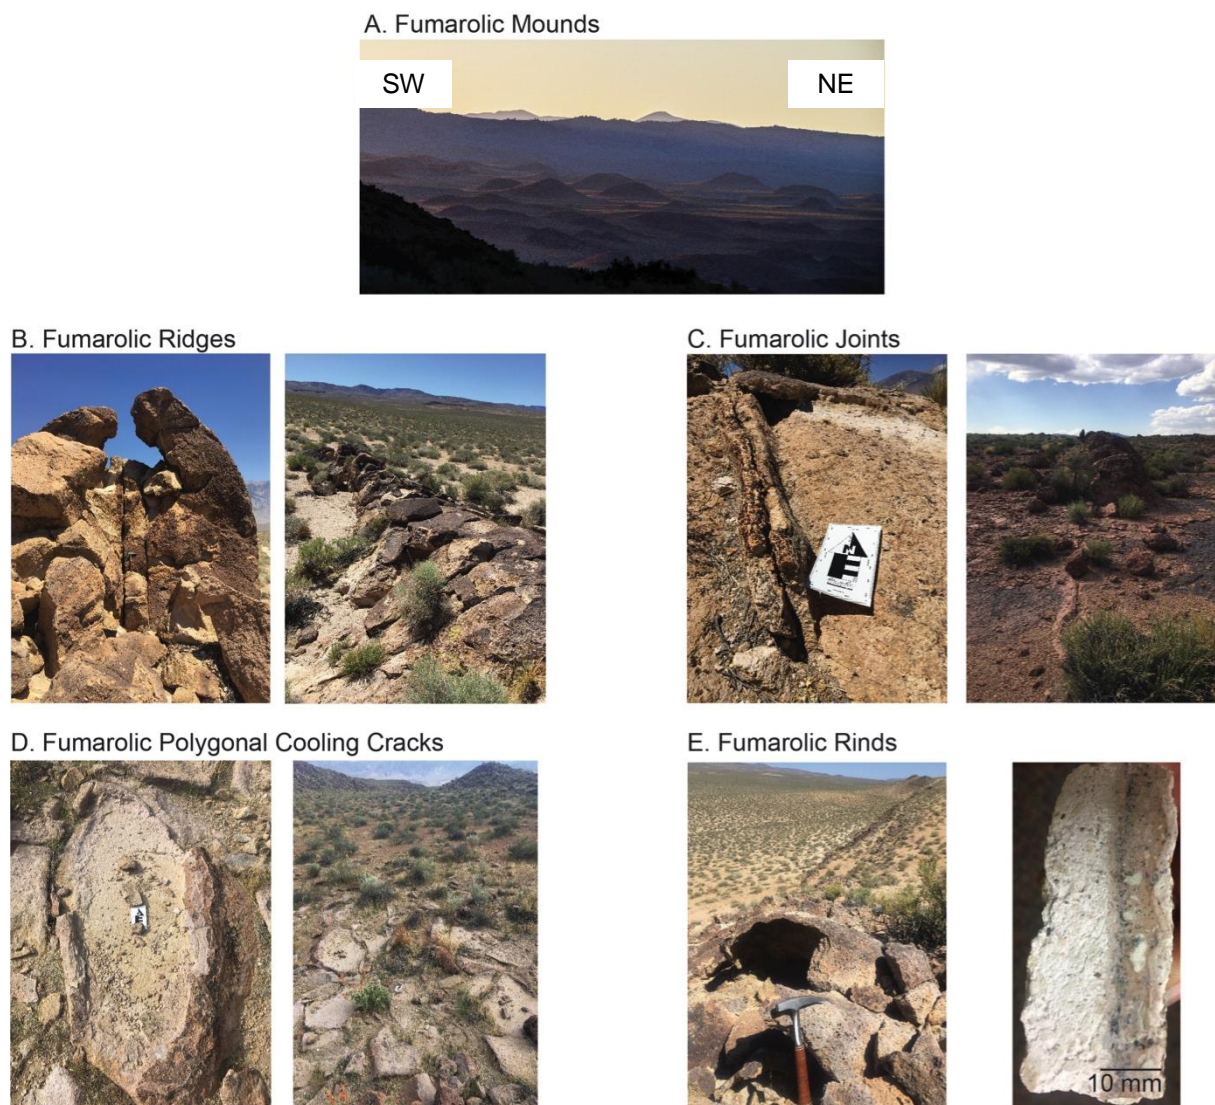 A. Fumarolic Mounds
SW
NE
B. Fumarolic Ridges
C. Fumarolic Joints
D. Fumarolic Polygonal Cooling Cracks
E. Fumarolic Rinds
10 mm